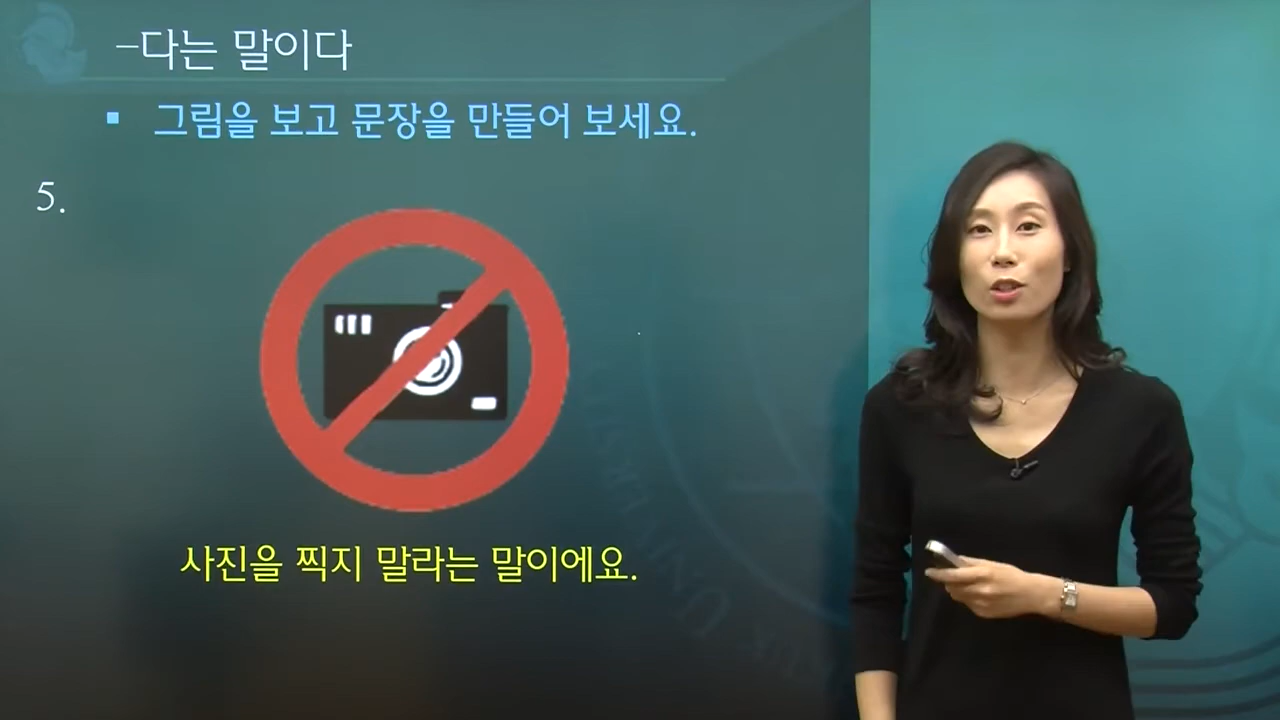 –다는 말이다
▪ 그림을 보고 문장을 만들어 보세요.
5.
사진을 찍지 말라는 말이에요.